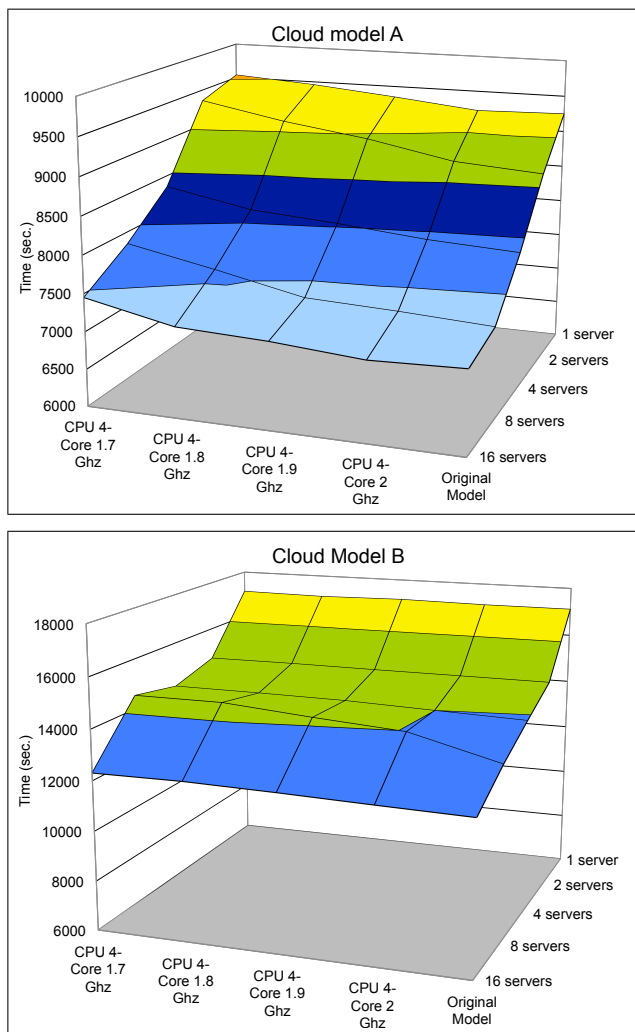 Cloud model A
10000
9500
9000
8500
8000
7500
7000
6500
6000
Time (sec.)
CPU 4-
Core 1.7
Ghz
CPU 4-
Core 1.8
Ghz
CPU 4-
Core 1.9
Ghz
CPU 4-
Core 2
Ghz
Original
Model
1 server
2 servers
4 servers
8 servers
16 servers
Cloud Model B
18000
16000
14000
12000
10000
8000
6000
Time (sec.)
CPU 4-
Core 1.7
Ghz
CPU 4-
Core 1.8
Ghz
CPU 4-
Core 1.9
Ghz
CPU 4-
Core 2
Ghz
Original
Model
1 server
2 servers
4 servers
8 servers
16 servers